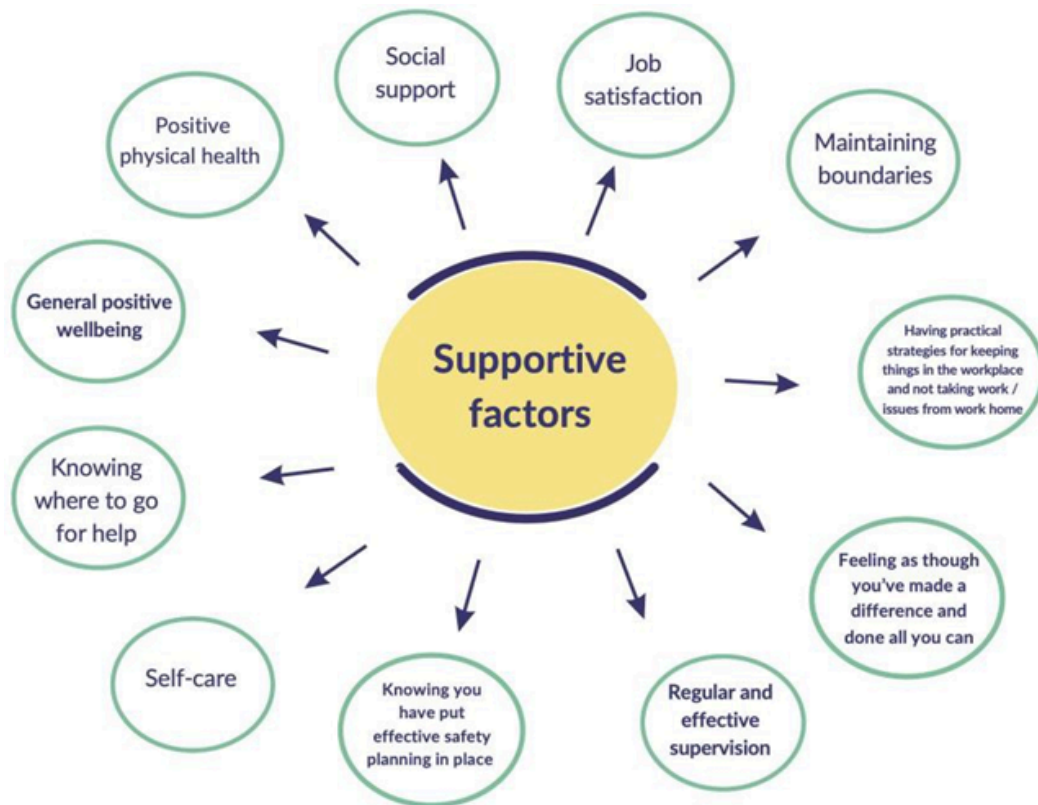 Social
support
Job
satisfaction
Positive
physical health
Maintaining
boundaries
General positive
wellbeing
Supportive
factors
Having practical
strategies for keeping
things in the workplace
and not taking work /
issues from work home
Knowing
where to go
for help
Feeling as though
you've made a
difference and
done all you can
Self-care
Knowing you
have put
effective safety
planning in place
Regular and
effective
supervision